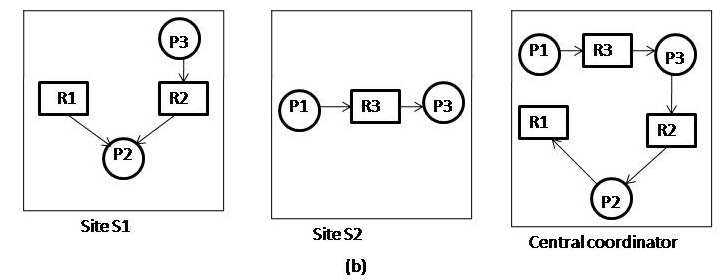 P3
R1
R2
P2
Site S1
P1
R3
P3
Site S2
P1
R3
P3
R1
R2
P2
Central coordinator
(b)